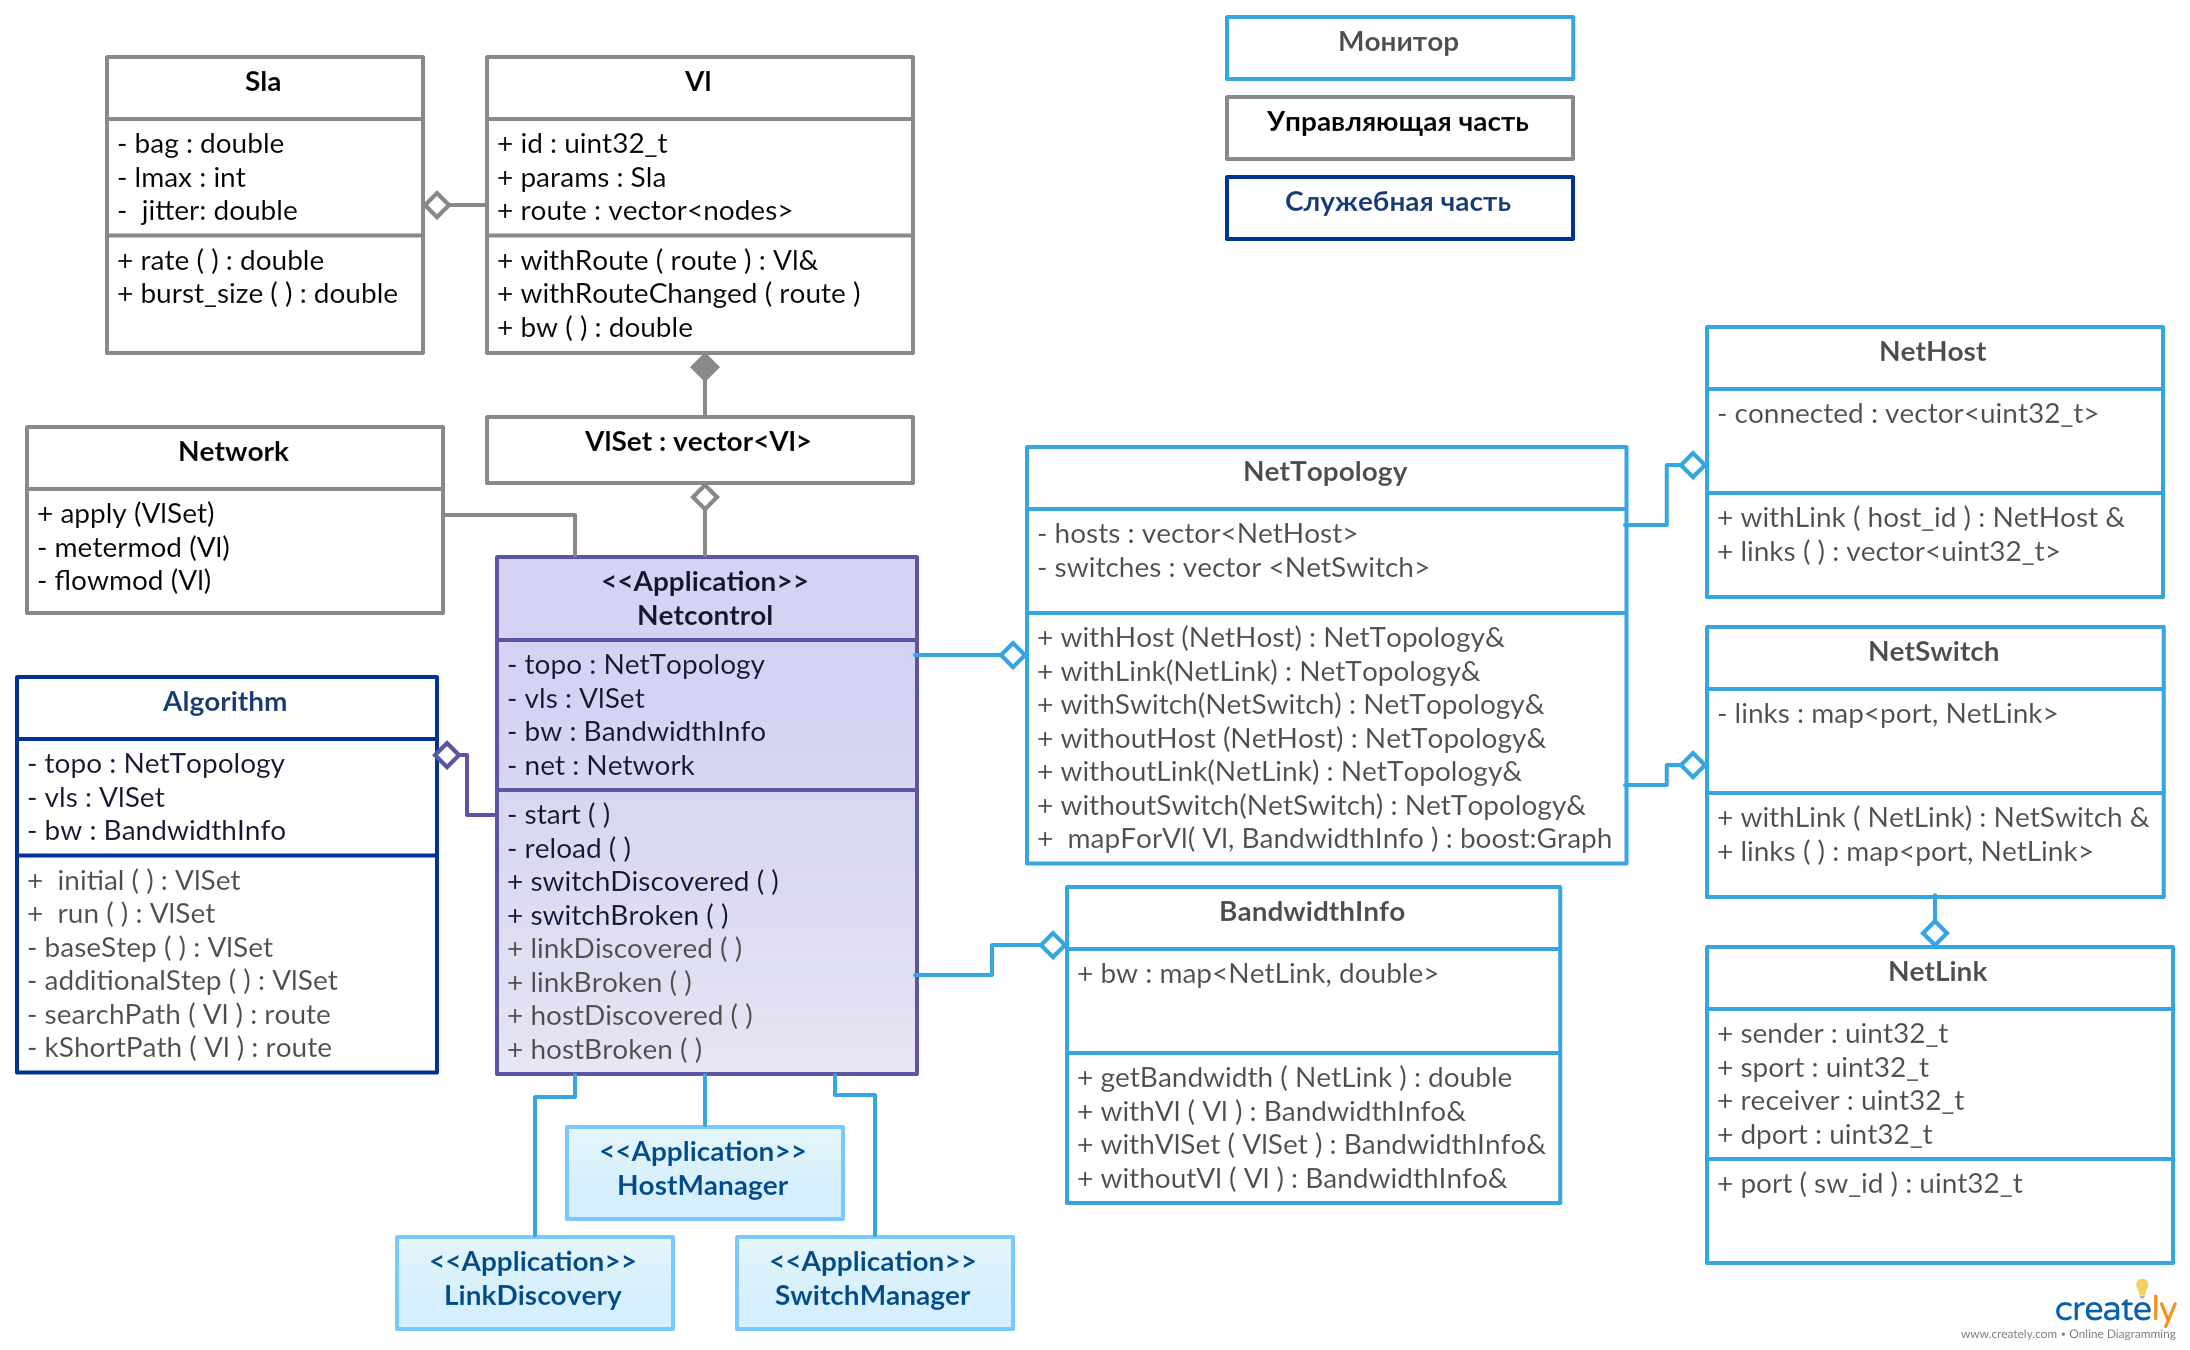 Монитор
Управляющая часть
Служебная часть
Sla
- bag : double
- lmax : int
- jitter: double
+ rate ( ) : double
+ burst_size ( ) : double
Vl
+ id : uint32_t
+ params : Sla
+ route : vector<nodes>
+ withRoute ( route ) : Vl&
+ withRouteChanged ( route )
+ bw ( ) : double
VlSet : vector<Vl>
Network
+ apply (VlSet)
- metermod (Vl)
- flowmod (Vl)
<<Application>>
Netcontrol
- topo : NetTopology
- vls : VlSet
- bw : BandwidthInfo
- net : Network
- start ( )
- reload ( )
+ switchDiscovered ( )
+ switchBroken ( )
+ linkDiscovered ( )
+ linkBroken ( )
+ hostDiscovered ( )
+ hostBroken ( )
Algorithm
- topo : NetTopology
- vls : VlSet
- bw : BandwidthInfo
+ initial ( ) : VlSet
+ run ( ) : VlSet
- baseStep ( ) : VlSet
- additionalStep ( ) : VlSet
- searchPath ( Vl ) : route
- kShortPath ( Vl ) : route
<<Application>>
HostManager
<<Application>>
LinkDiscovery
<<Application>>
SwitchManager
NetTopology
- hosts : vector<NetHost>
- switches : vector <NetSwitch>
+ withHost (NetHost) : NetTopology&
+ withLink(NetLink) : NetTopology&
+ withSwitch(NetSwitch) : NetTopology&
+ withoutHost (NetHost) : NetTopology&
+ withoutLink(NetLink) : NetTopology&
+ withoutSwitch(NetSwitch) : NetTopology&
+ mapForVl( Vl, BandwidthInfo ) : boost:Graph
BandwidthInfo
+ bw : map<NetLink, double>
+ getBandwidth ( NetLink ) : double
+ withVl ( Vl ) : BandwidthInfo&
+ withVlSet ( VlSet ) : BandwidthInfo&
+ withoutVl ( Vl ) : BandwidthInfo&
NetHost
- connected : vector<uint32_t>
+ withLink ( host_id ) : NetHost &
+ links ( ) : vector<uint32_t>
NetSwitch
- links : map<port, NetLink>
+ withLink ( NetLink) : NetSwitch &
+ links ( ) : map<port, NetLink>
NetLink
+ sender : uint32_t
+ sport : uint32_t
+ receiver : uint32_t
+ dport : uint32_t
+ port ( sw_id ) : uint32_t
creately
www.creately.com • Online Diagramming